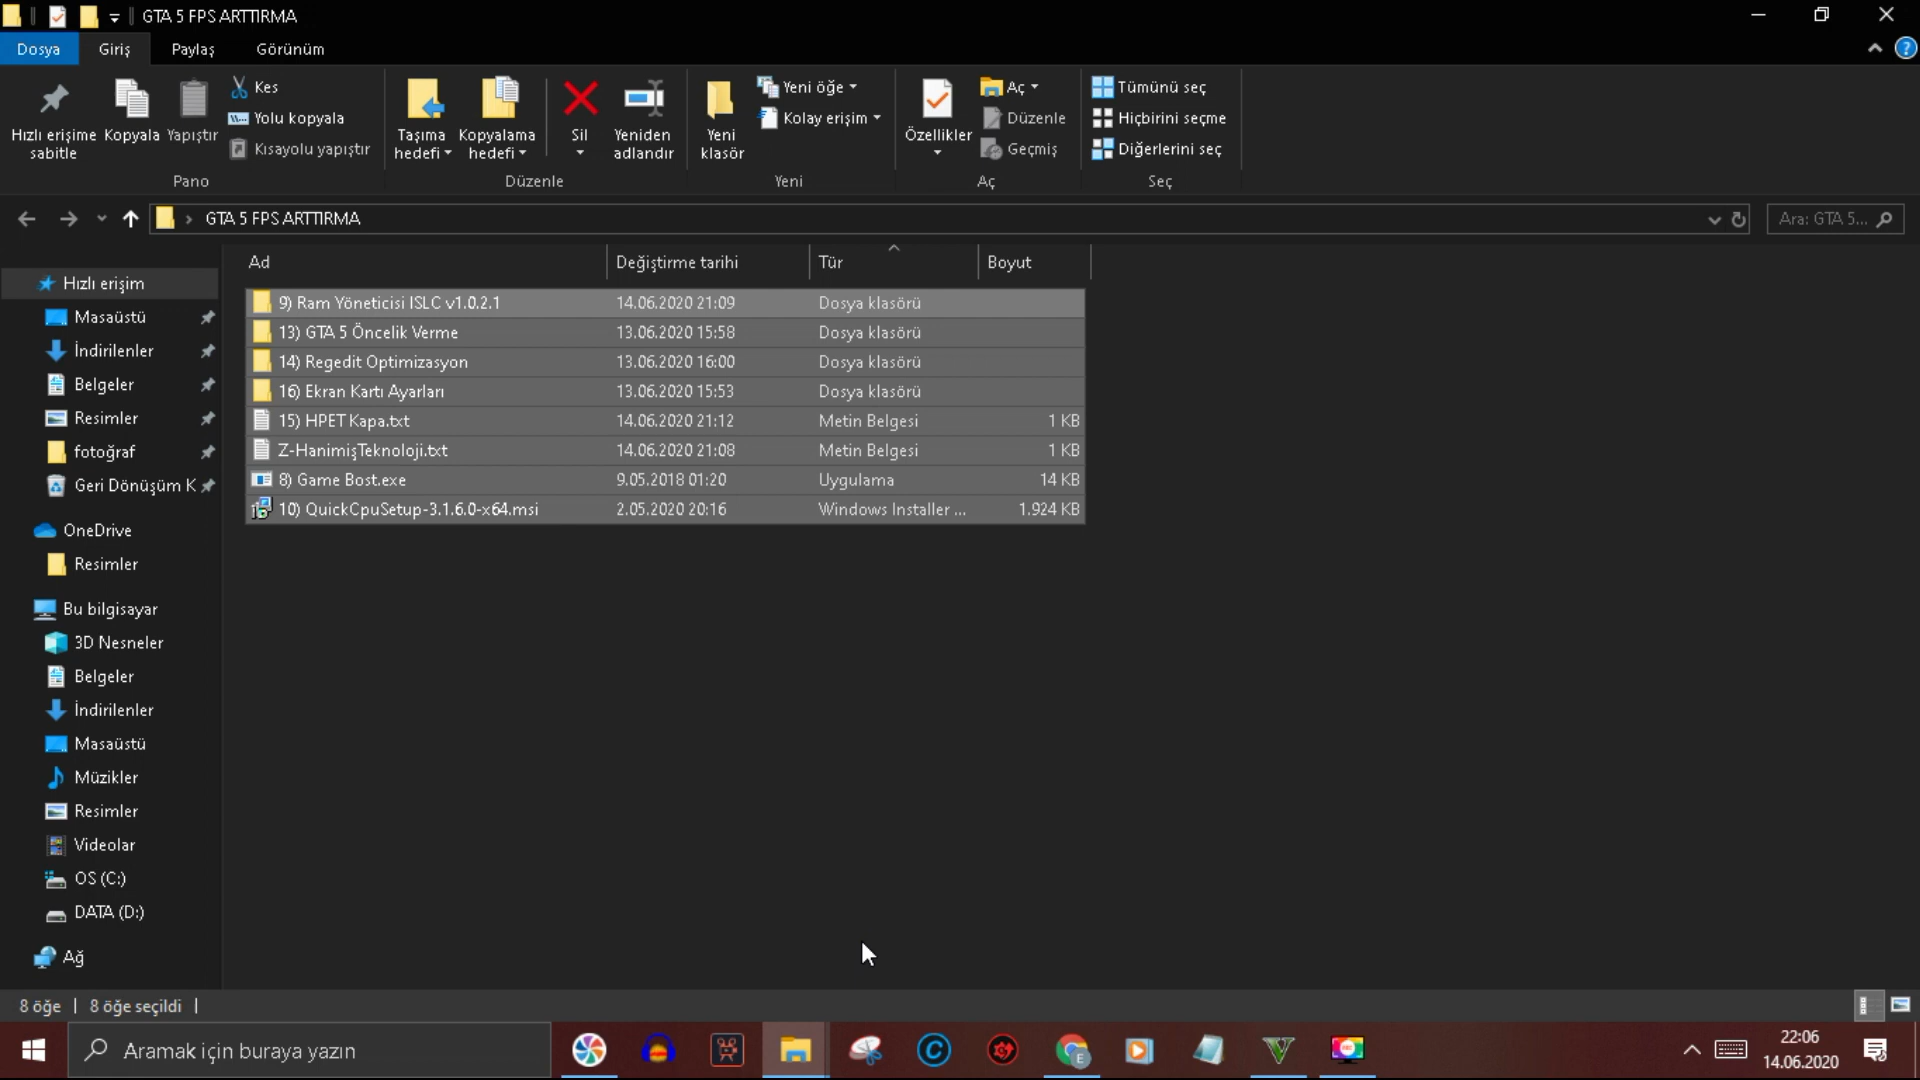 GTA 5 FPS ARTTIRMA
Dosya Giriş Paylaş Görünüm
Hızlı erişime sabitle
Kopyala
Yapıştır
Kes
Yolu kopyala
Kısayolu yapıştır
Pano
Taşıma hedefi
Kopyalama hedefi
Sil
Yeniden adlandır
Düzenle
Yeni klasör
Yeni öğe
Kolay erişim
Yeni
Özellikler
Aç
Düzenle
Geçmiş
Aç
Tümünü seç
Hiçbirini seçme
Diğerlerini seç
Seç
GTA 5 FPS ARTTIRMA
Ara: GTA 5...
Hızlı erişim
Masaüstü
İndirilenler
Belgeler
Resimler
fotoğraf
Geri Dönüşüm K
OneDrive
Resimler
Bu bilgisayar
3D Nesneler
Belgeler
İndirilenler
Masaüstü
Müzikler
Resimler
Videolar
OS (C:)
DATA (D:)
Ağ
Ad Değiştirme tarihi Tür Boyut
9) Ram Yöneticisi ISLC v1.0.2.1 14.06.2020 21:09 Dosya klasörü
13) GTA 5 Öncelik Verme 13.06.2020 15:58 Dosya klasörü
14) Regedit Optimizasyon 13.06.2020 16:00 Dosya klasörü
16) Ekran Kartı Ayarları 13.06.2020 15:53 Dosya klasörü
15) HPET Kapa.txt 14.06.2020 21:12 Metin Belgesi 1 KB
Z-HanimişTeknoloji.txt 14.06.2020 21:08 Metin Belgesi 1 KB
8) Game Bost.exe 9.05.2018 01:20 Uygulama 14 KB
10) QuickCpuSetup-3.1.6.0-x64.msi 2.05.2020 20:16 Windows Installer ... 1.924 KB
8 öğe 8 öğe seçildi
Aramak için buraya yazın
22:06
14.06.2020